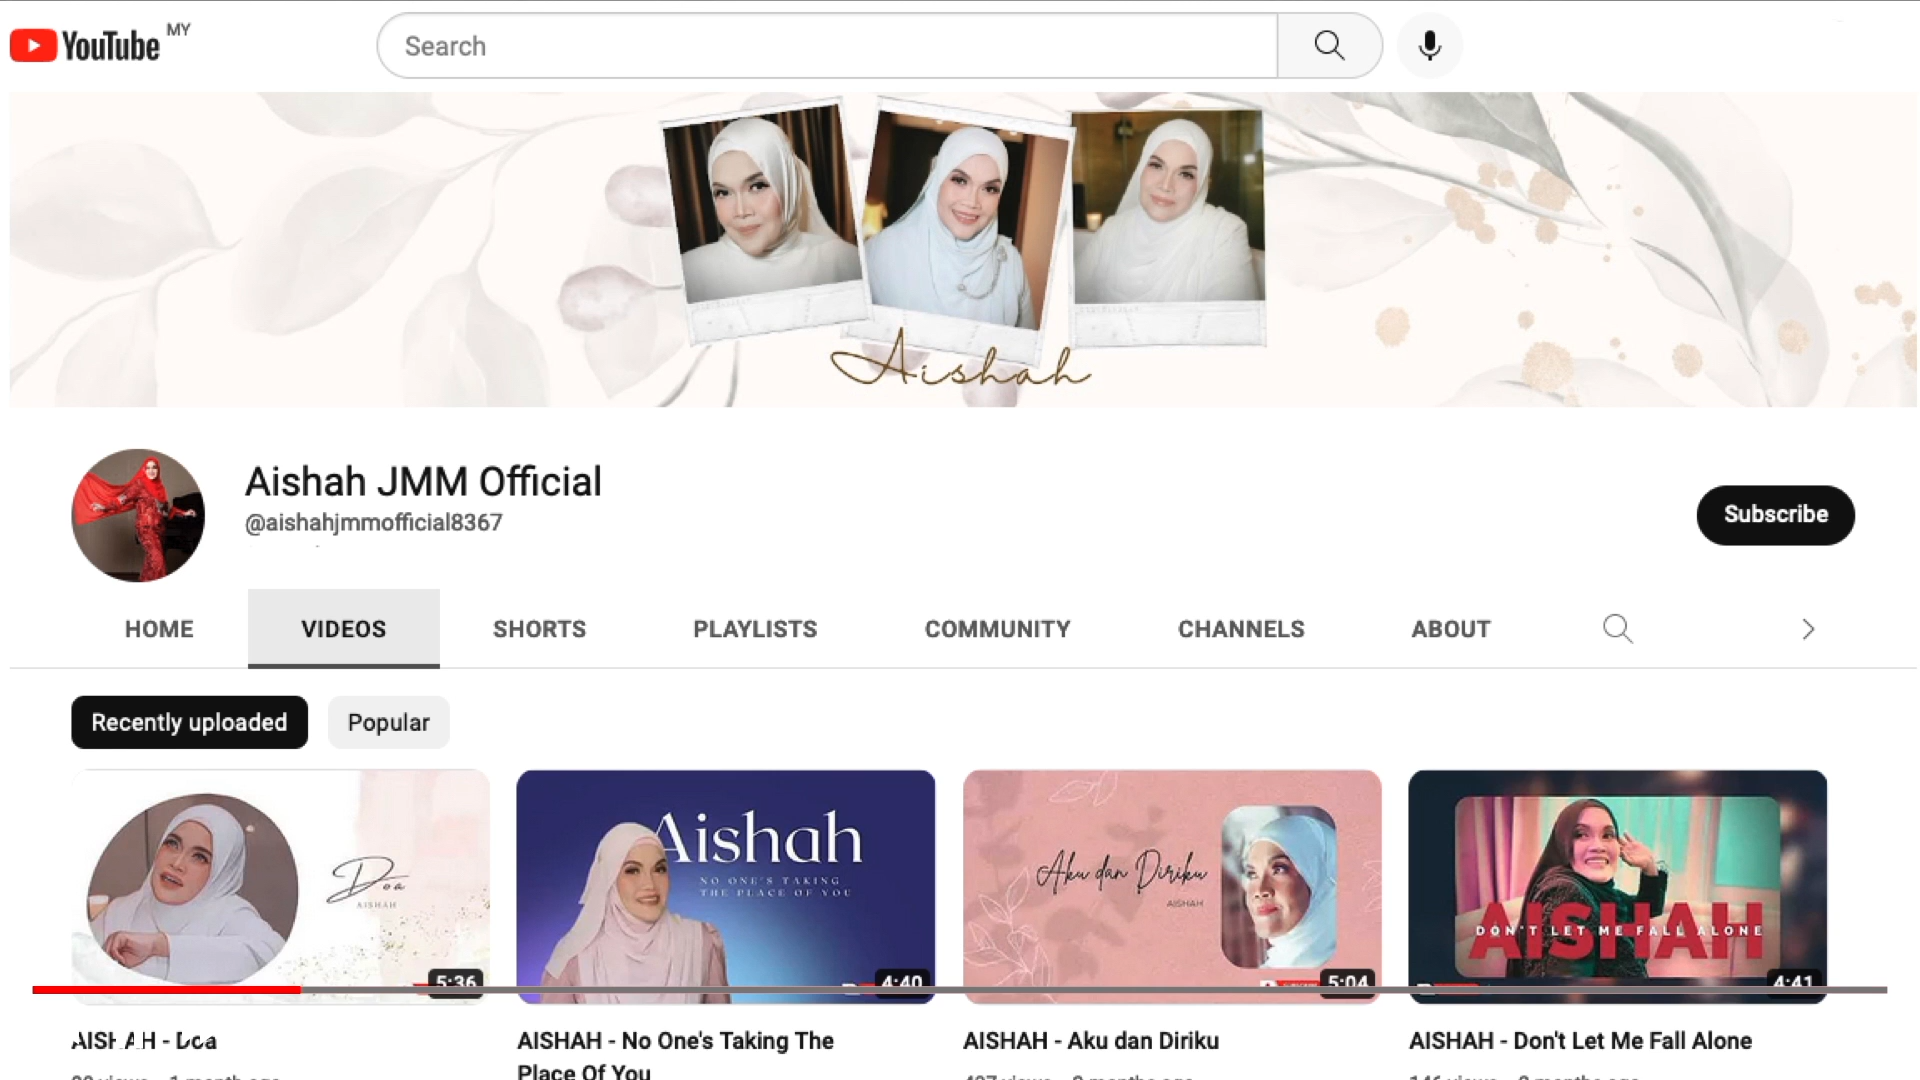 YouTube MY
Search
Aishah
Aishah JMM Official
@aishahjmmofficial8367
Subscribe
HOME VIDEOS SHORTS PLAYLISTS COMMUNITY CHANNELS ABOUT
Recently uploaded Popular
Doa
AISHAH
5:36
Aishah
NO ONE'S TAKING
THE PLACE OF YOU
4:40
Aku dan Diriku
AISHAH
5:04
AISHAH
DON'T LET ME FALL ALONE
4:41
AISHAH - Doa
AISHAH - No One's Taking The
Place Of You
AISHAH - Aku dan Diriku
AISHAH - Don't Let Me Fall Alone